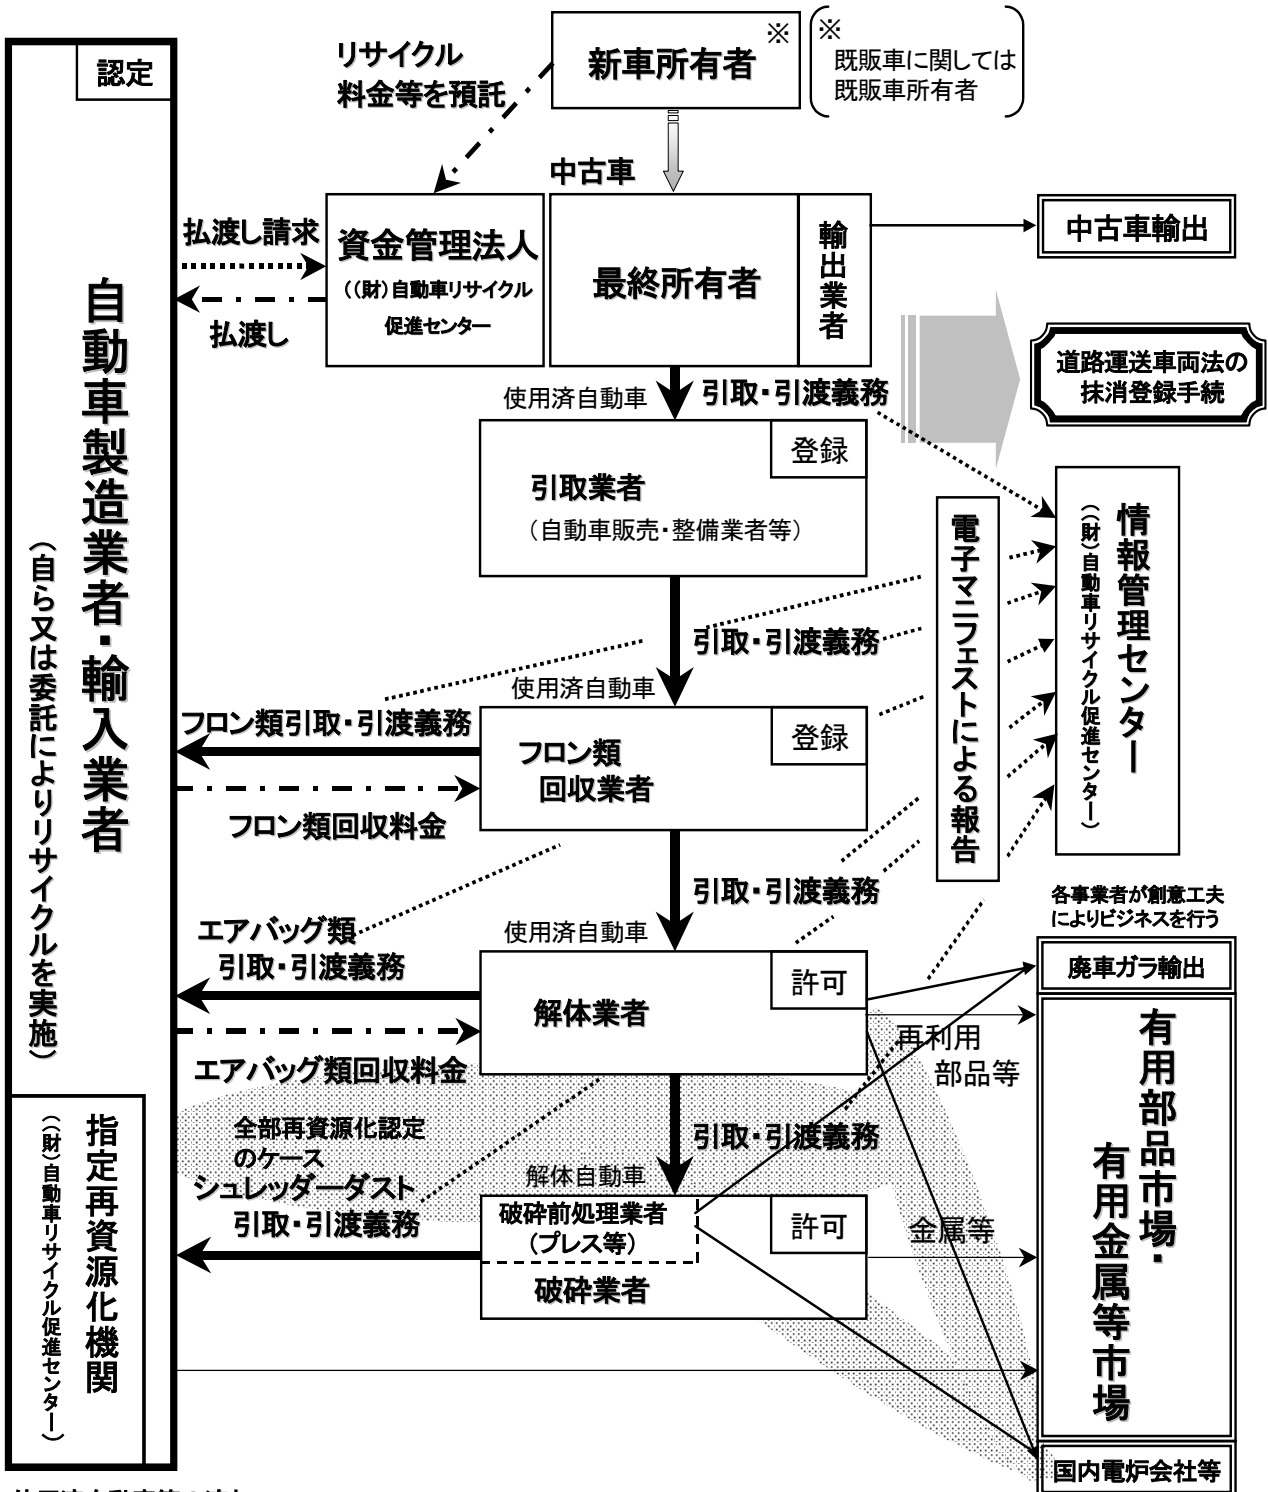 認定
自動車製造業者・輸入業者
（自ら又は委託によりリサイクルを実施）
指定再資源化機関
（（財）自動車リサイクル促進センター）
リサイクル
料金等を預託
新車所有者
※
※
既販車に関しては
既販車所有者
中古車
払渡し請求
払渡し
資金管理法人
（（財）自動車リサイクル
促進センター
最終所有者
輸出業者
中古車輸出
道路運送車両法の
抹消登録手続
使用済自動車
引取・引渡義務
登録
引取業者
（自動車販売・整備業者等）
電子マニフェストによる報告
情報管理センター
（（財）自動車リサイクル促進センター）
引取・引渡義務
使用済自動車
フロン類引取・引渡義務
フロン類回収料金
登録
フロン類
回収業者
引取・引渡義務
使用済自動車
エアバッグ類
引取・引渡義務
エアバッグ類回収料金
許可
解体業者
各事業者が創意工夫
によりビジネスを行う
廃車ガラ輸出
再利用
部品等
有用部品市場・
有用金属等市場
全部再資源化認定
のケース
シュレッダーダスト
引取・引渡義務
引取・引渡義務
解体自動車
破砕前処理業者
（プレス等）
許可
破砕業者
金属等
国内電炉会社等